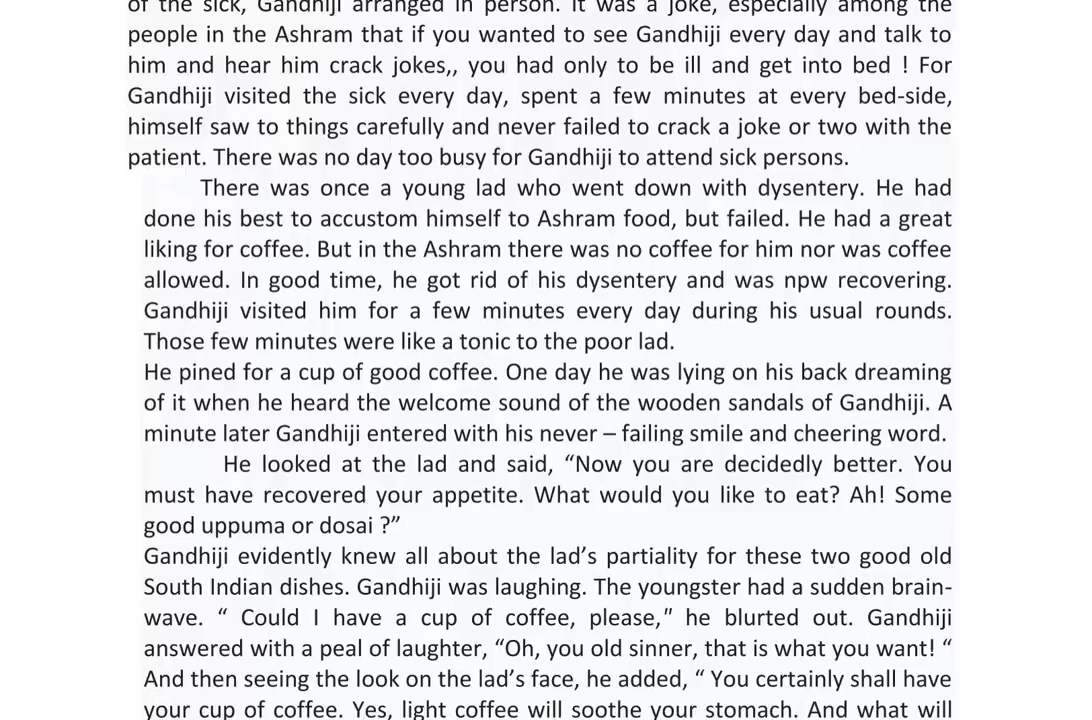 of the sick, Gandhiji arranged in person. It was a joke, especially among the
people in the Ashram that if you wanted to see Gandhiji every day and talk to
him and hear him crack jokes,, you had only to be ill and get into bed ! For
Gandhiji visited the sick every day, spent a few minutes at every bed-side,
himself saw to things carefully and never failed to crack a joke or two with the
patient. There was no day too busy for Gandhiji to attend sick persons.
There was once a young lad who went down with dysentery. He had
done his best to accustom himself to Ashram food, but failed. He had a great
liking for coffee. But in the Ashram there was no coffee for him nor was coffee
allowed. In good time, he got rid of his dysentery and was npw recovering.
Gandhiji visited him for a few minutes every day during his usual rounds.
Those few minutes were like a tonic to the poor lad.
He pined for a cup of good coffee. One day he was lying on his back dreaming
of it when he heard the welcome sound of the wooden sandals of Gandhiji. A
minute later Gandhiji entered with his never – failing smile and cheering word.
He looked at the lad and said, “Now you are decidedly better. You
must have recovered your appetite. What would you like to eat? Ah! Some
good uppuma or dosai ?”
Gandhiji evidently knew all about the lad’s partiality for these two good old
South Indian dishes. Gandhiji was laughing. The youngster had a sudden brain-
wave. “ Could I have a cup of coffee, please,” he blurted out. Gandhiji
answered with a peal of laughter, “Oh, you old sinner, that is what you want! “
And then seeing the look on the lad’s face, he added, “ You certainly shall have
your cup of coffee. Yes, light coffee will soothe your stomach. And what will